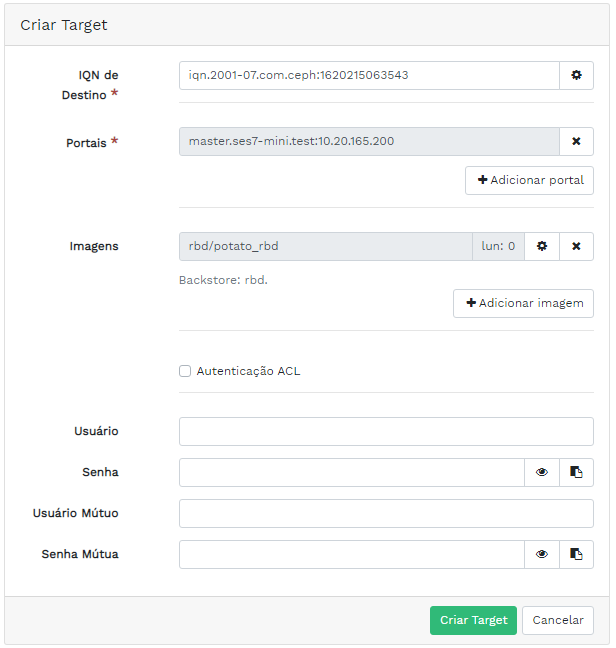 Criar Target
IQN de
Destino *
iqn.2001-07.com.ceph:1620215063543
Portais *
master.ses7-mini.test:10.20.165.200
Adicionar portal
Imagens
rbd/potato_rbd
lun: 0
Backstore: rbd.
Adicionar imagem
Autenticação ACL
Usuário
Senha
Usuário Mútuo
Senha Mútua
Criar Target
Cancelar